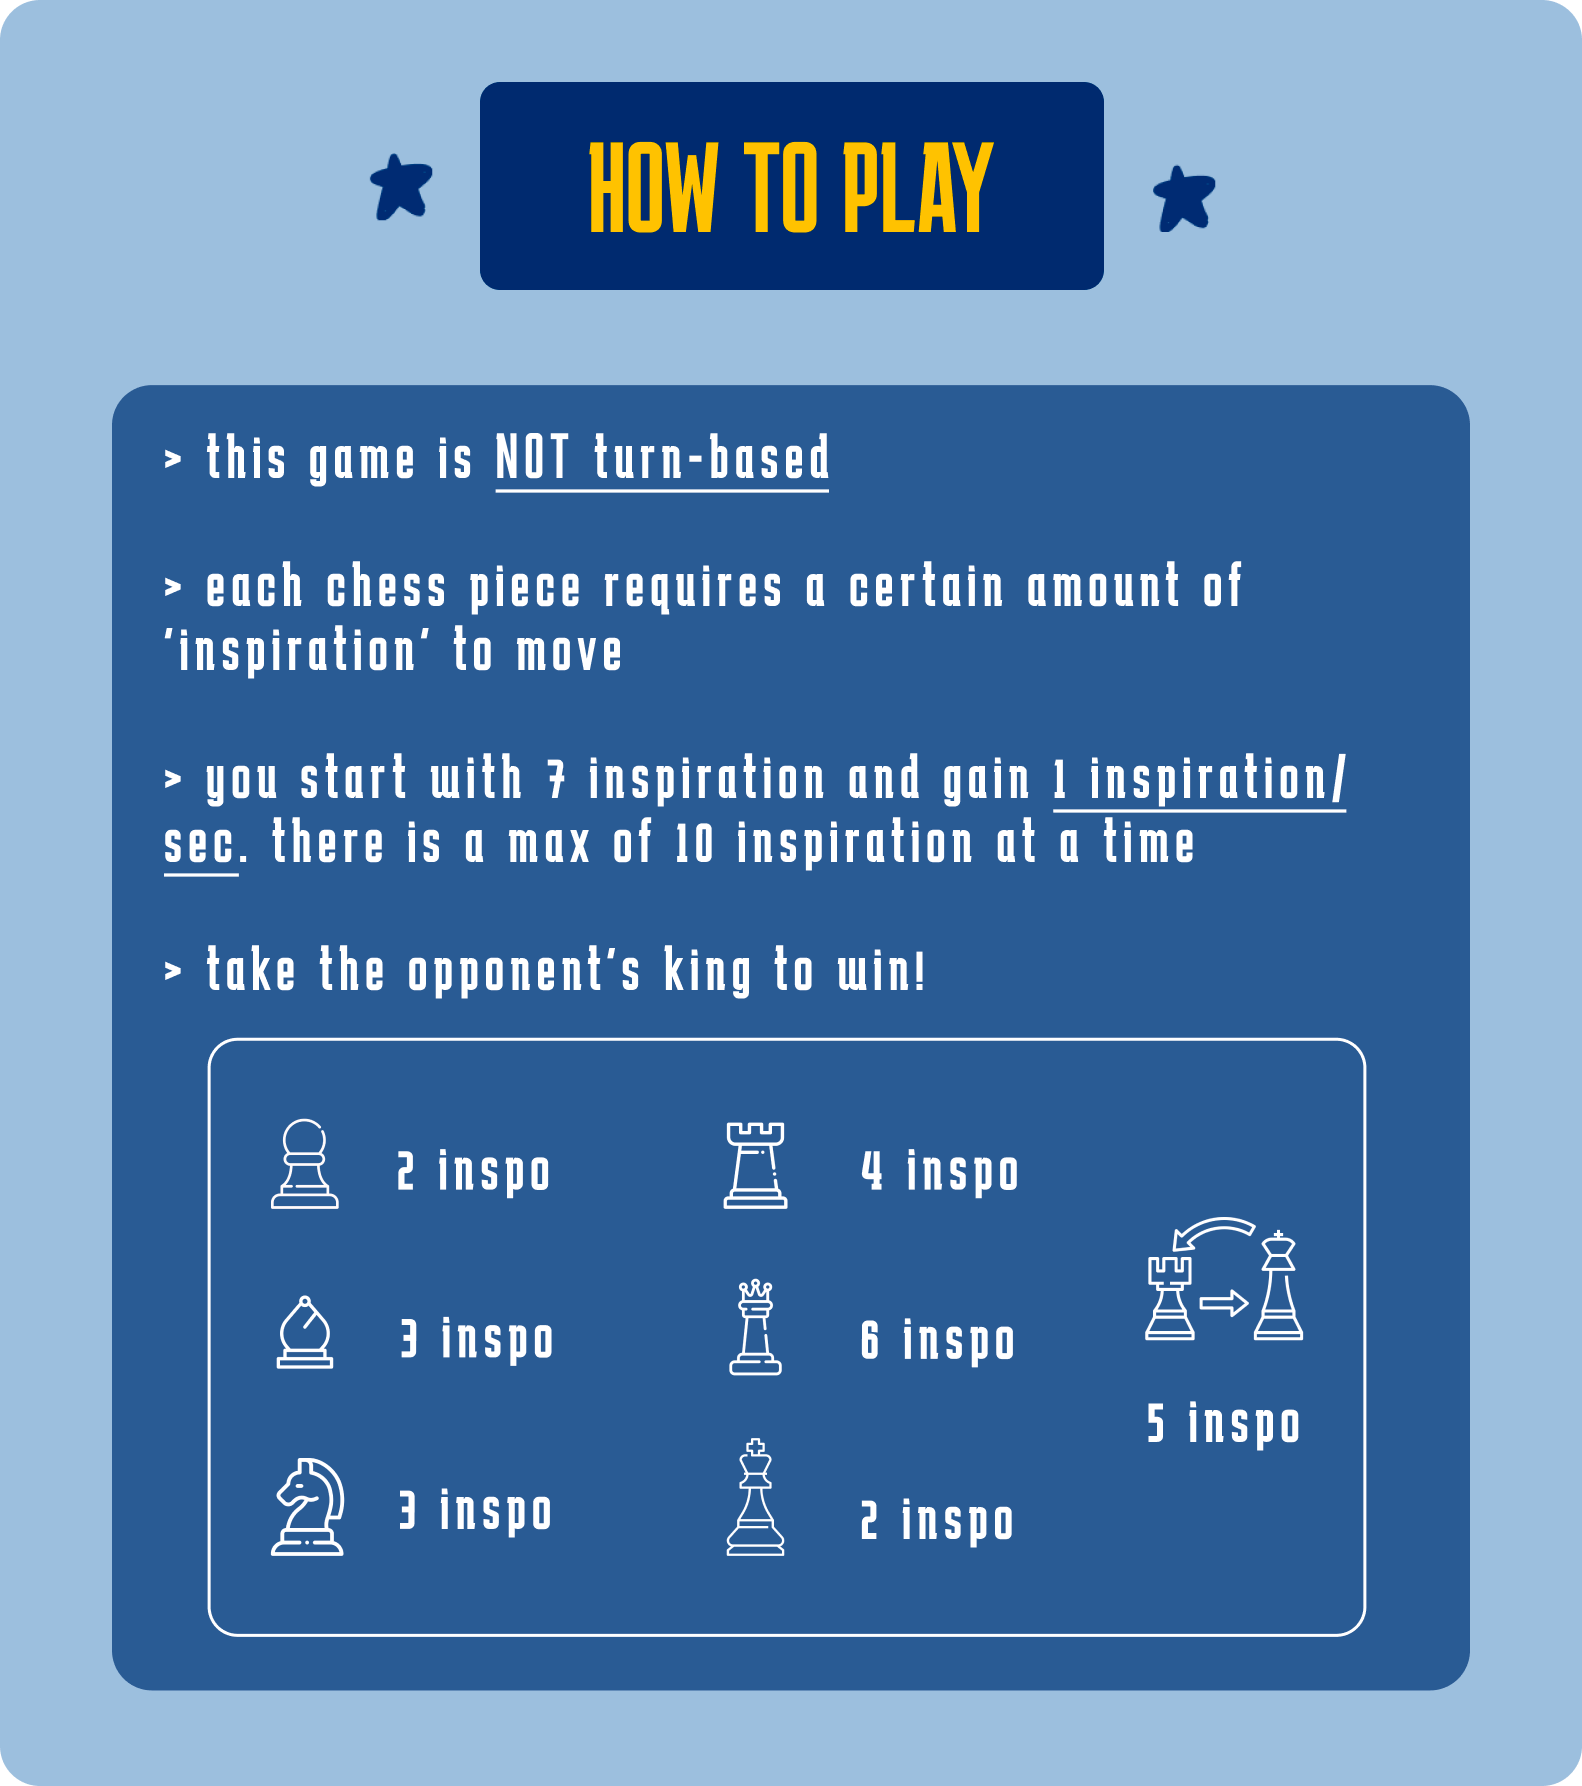 HOW TO PLAY
> this game is NOT turn-based
> each chess piece requires a certain amount of
'inspiration' to move
> you start with 7 inspiration and gain 1 inspiration/
sec. there is a max of 10 inspiration at a time
> take the opponent's king to win!
2 inspo
4 inspo
3 inspo
6 inspo
5 inspo
3 inspo
2 inspo